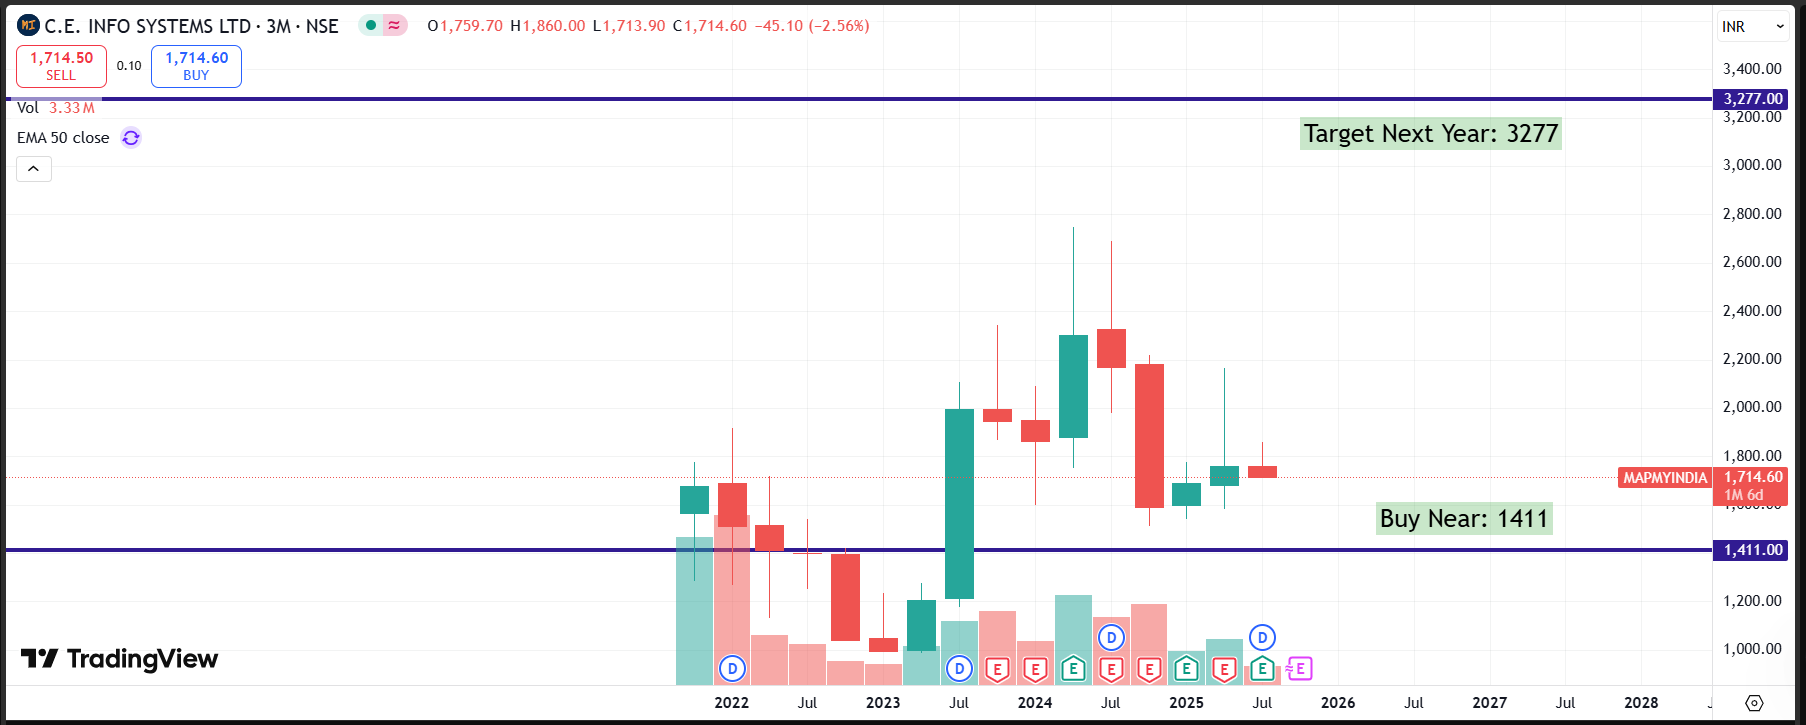 C.E. INFO SYSTEMS LTD · 3M · NSE O1,759.70 H1,860.00 L1,713.90 C1,714.60 −45.10 (−2.56%)
INR
1,714.50
SELL
0.10
1,714.60
BUY
Vol 3.33 M
EMA 50 close
3,400.00
3,277.00
3,200.00
Target Next Year: 3277
3,000.00
2,800.00
2,600.00
2,400.00
2,200.00
2,000.00
1,800.00
MAPMYINDIA 1,714.60
1M 6d
1,600.00
Buy Near: 1411
1,411.00
1,200.00
1,000.00
D D
D D E E E E E E E E E
TradingView
2022 Jul 2023 Jul 2024 Jul 2025 Jul 2026 Jul 2027 Jul 2028